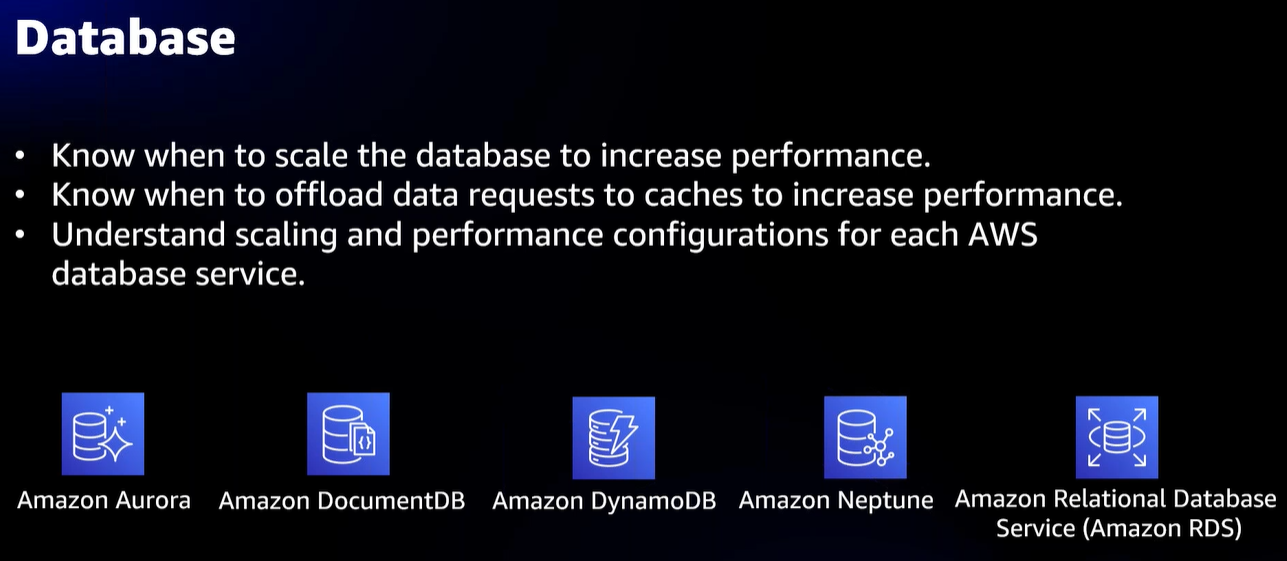 Database
• Know when to scale the database to increase performance.
• Know when to offload data requests to caches to increase performance.
• Understand scaling and performance configurations for each AWS
database service.
Amazon Aurora
Amazon DocumentDB
Amazon DynamoDB
Amazon Neptune
Amazon Relational Database
Service (Amazon RDS)